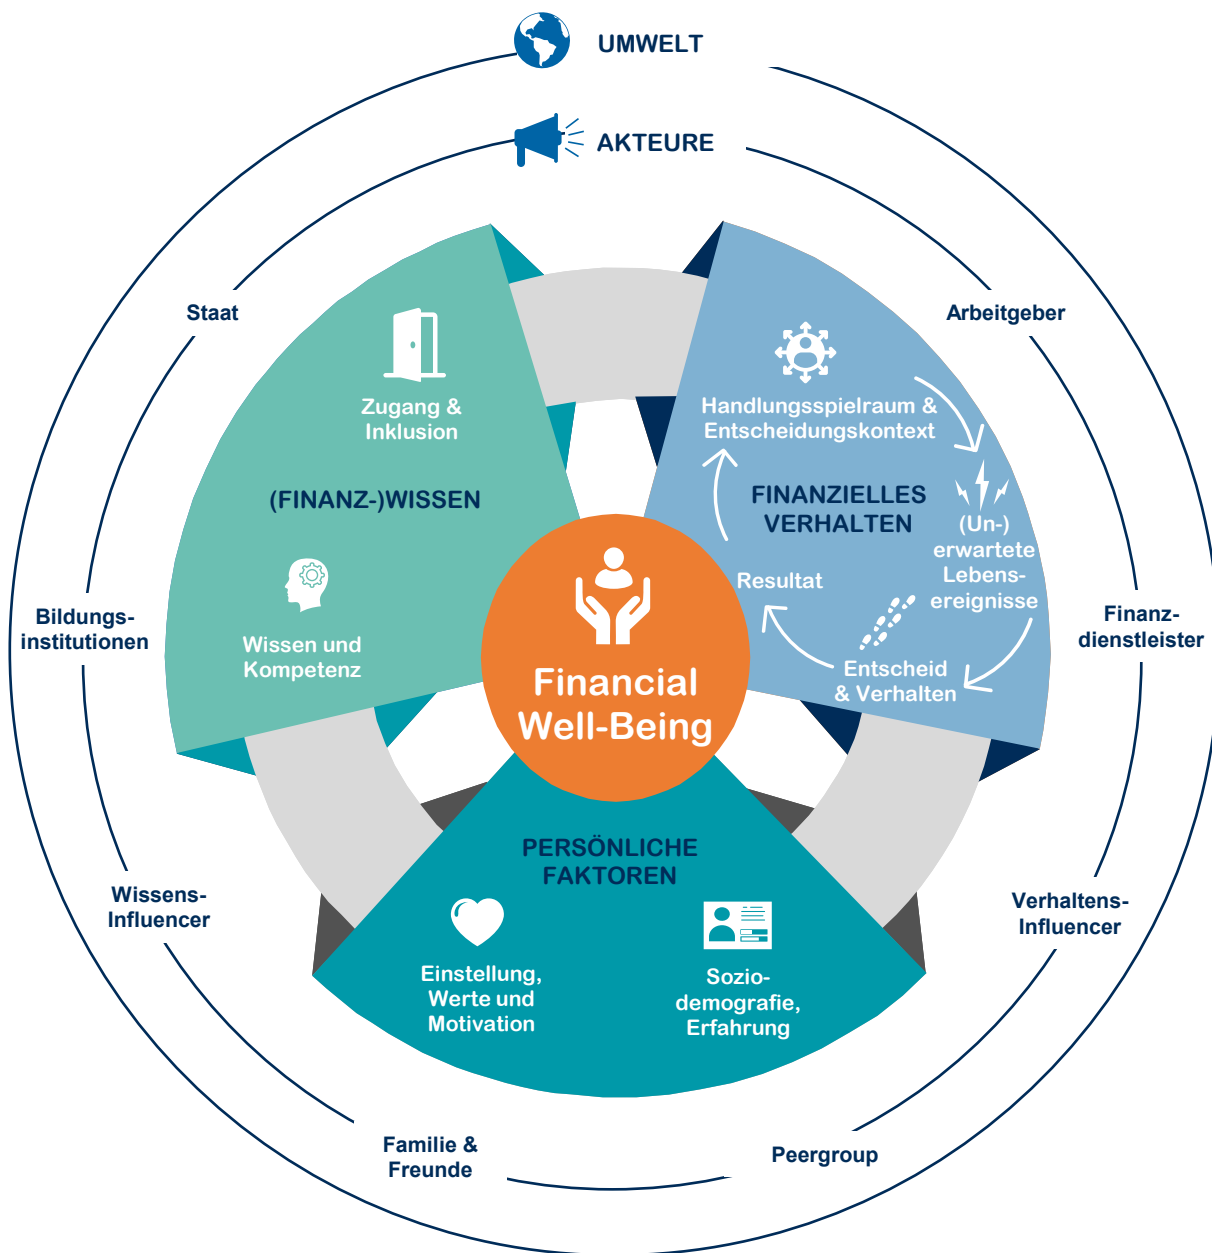 UMWELT
AKTEURE
Staat
Arbeitgeber
Zugang &
Inklusion
Handlungsspielraum &
Entscheidungskontext
(FINANZ-)WISSEN
FINANZIELLES
VERHALTEN
(Un-)
erwartete
Lebens-
ereignisse
Resultat
Entscheid
& Verhalten
Wissen und
Kompetenz
Bildungs-
institutionen
Finanz-
dienstleister
Financial
Well-Being
PERSÖNLICHE
FAKTOREN
Einstellung,
Werte und
Motivation
Sozio-
demografie,
Erfahrung
Wissens-
Influencer
Verhaltens-
Influencer
Familie &
Freunde
Peergroup